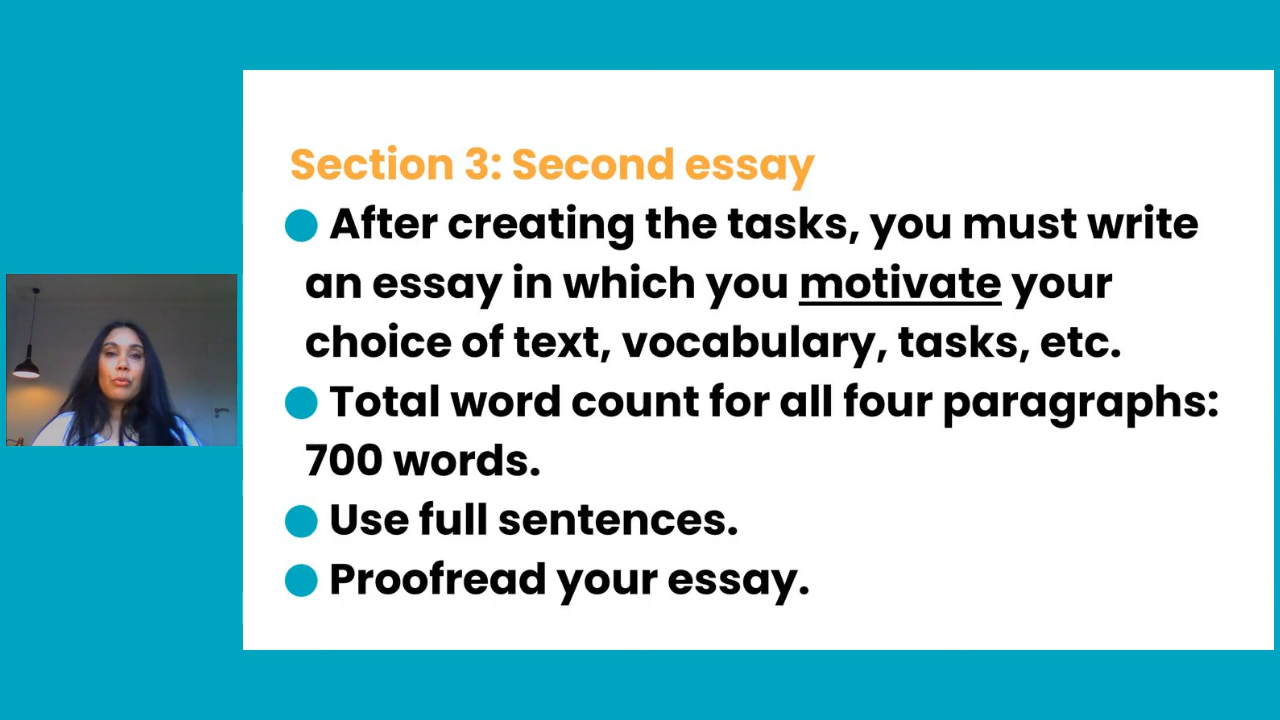 Section 3: Second essay
● After creating the tasks, you must write
an essay in which you motivate your
choice of text, vocabulary, tasks, etc.
● Total word count for all four paragraphs:
700 words.
● Use full sentences.
● Proofread your essay.